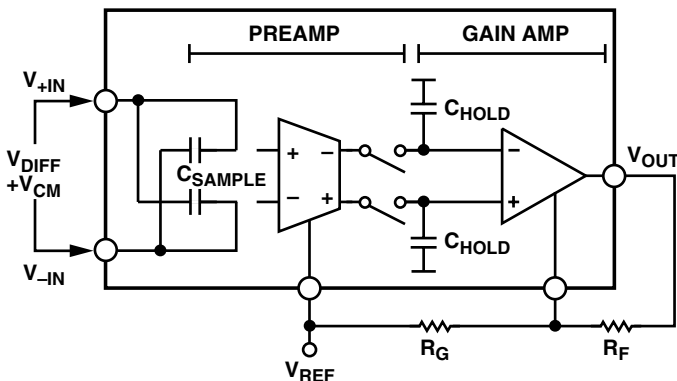 PREAMP
GAIN AMP
V+IN
CHOLD
VDIFF
+VCM
CSAMPLE
+
–
–
+
–
+
VOUT
CHOLD
V–IN
VREF
RG
RF